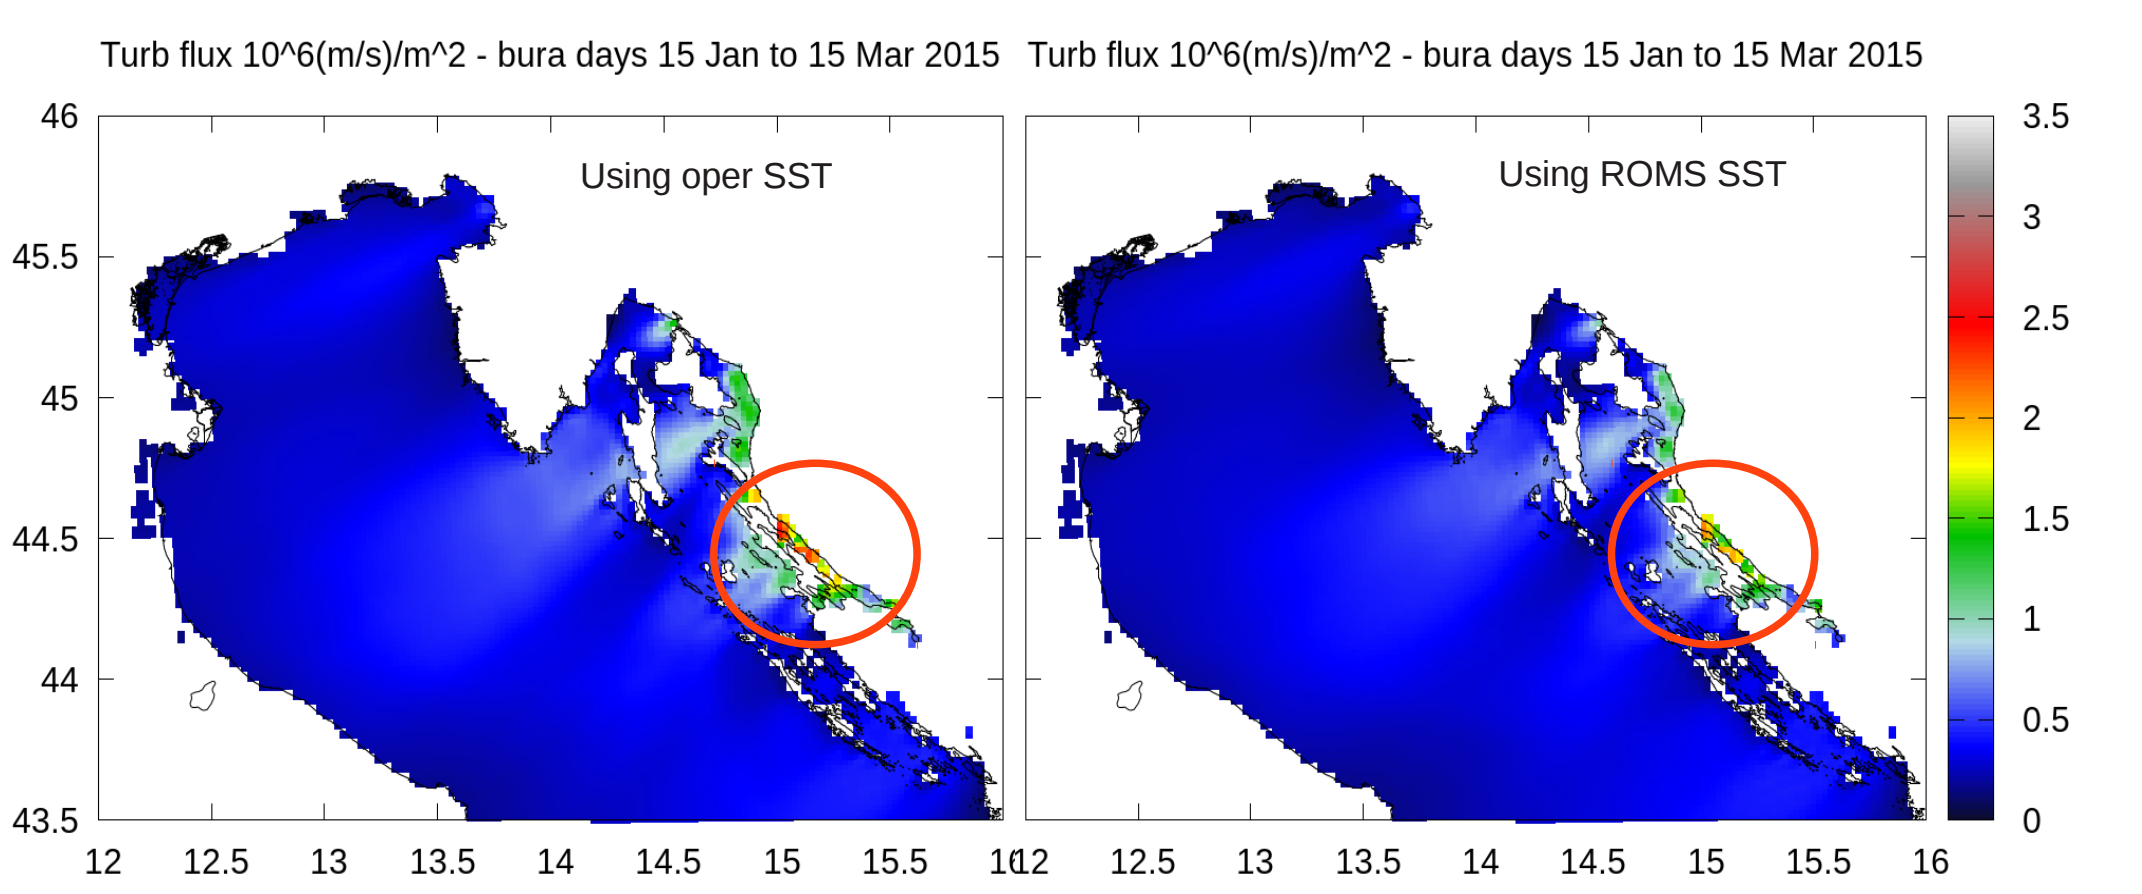 Turb flux 10^6(m/s)/m^2 - bura days 15 Jan to 15 Mar 2015
Using oper SST
46
45.5
45
44.5
44
43.5
12 12.5 13 13.5 14 14.5 15 15.5 16
Turb flux 10^6(m/s)/m^2 - bura days 15 Jan to 15 Mar 2015
Using ROMS SST
12 12.5 13 13.5 14 14.5 15 15.5 16
3.5
3
2.5
2
1.5
1
0.5
0